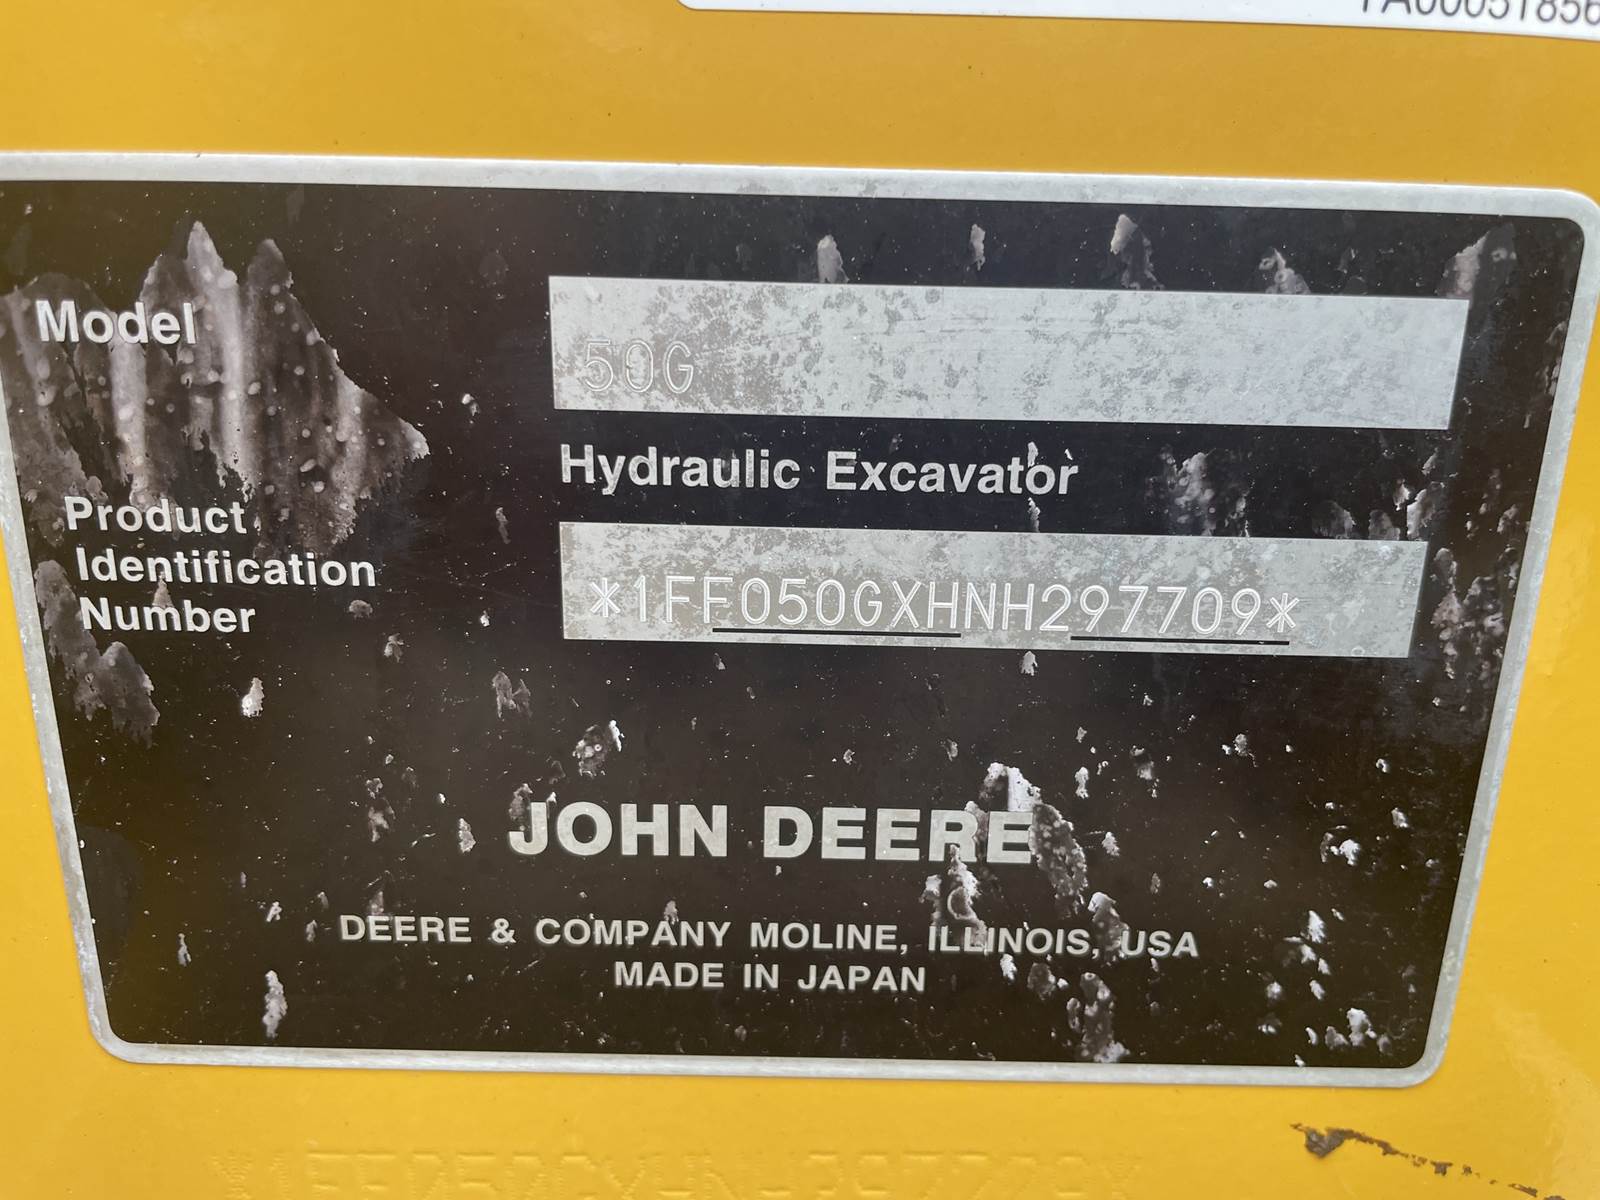 Model
50G
Hydraulic Excavator
Product
Identification
Number
*1FF050GXHNH297709*
JOHN DEERE
DEERE & COMPANY MOLINE, ILLINOIS, USA
MADE IN JAPAN